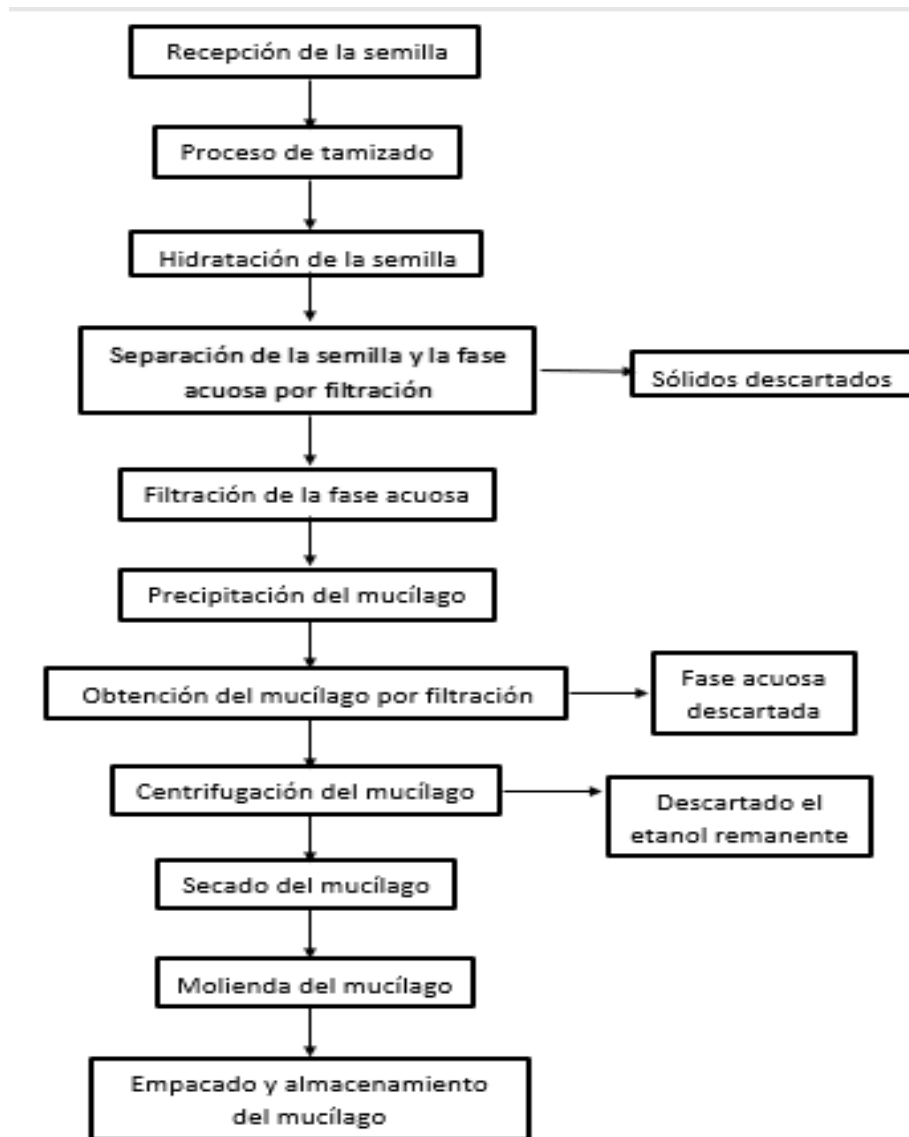 Recepción de la semilla
Proceso de tamizado
Hidratación de la semilla
Separación de la semilla y la fase
acuosa por filtración
Sólidos descartados
Filtración de la fase acuosa
Precipitación del mucílago
Obtención del mucílago por filtración
Fase acuosa
descartada
Centrifugación del mucílago
Descartado el
etanol remanente
Secado del mucílago
Molienda del mucílago
Empacado y almacenamiento
del mucílago